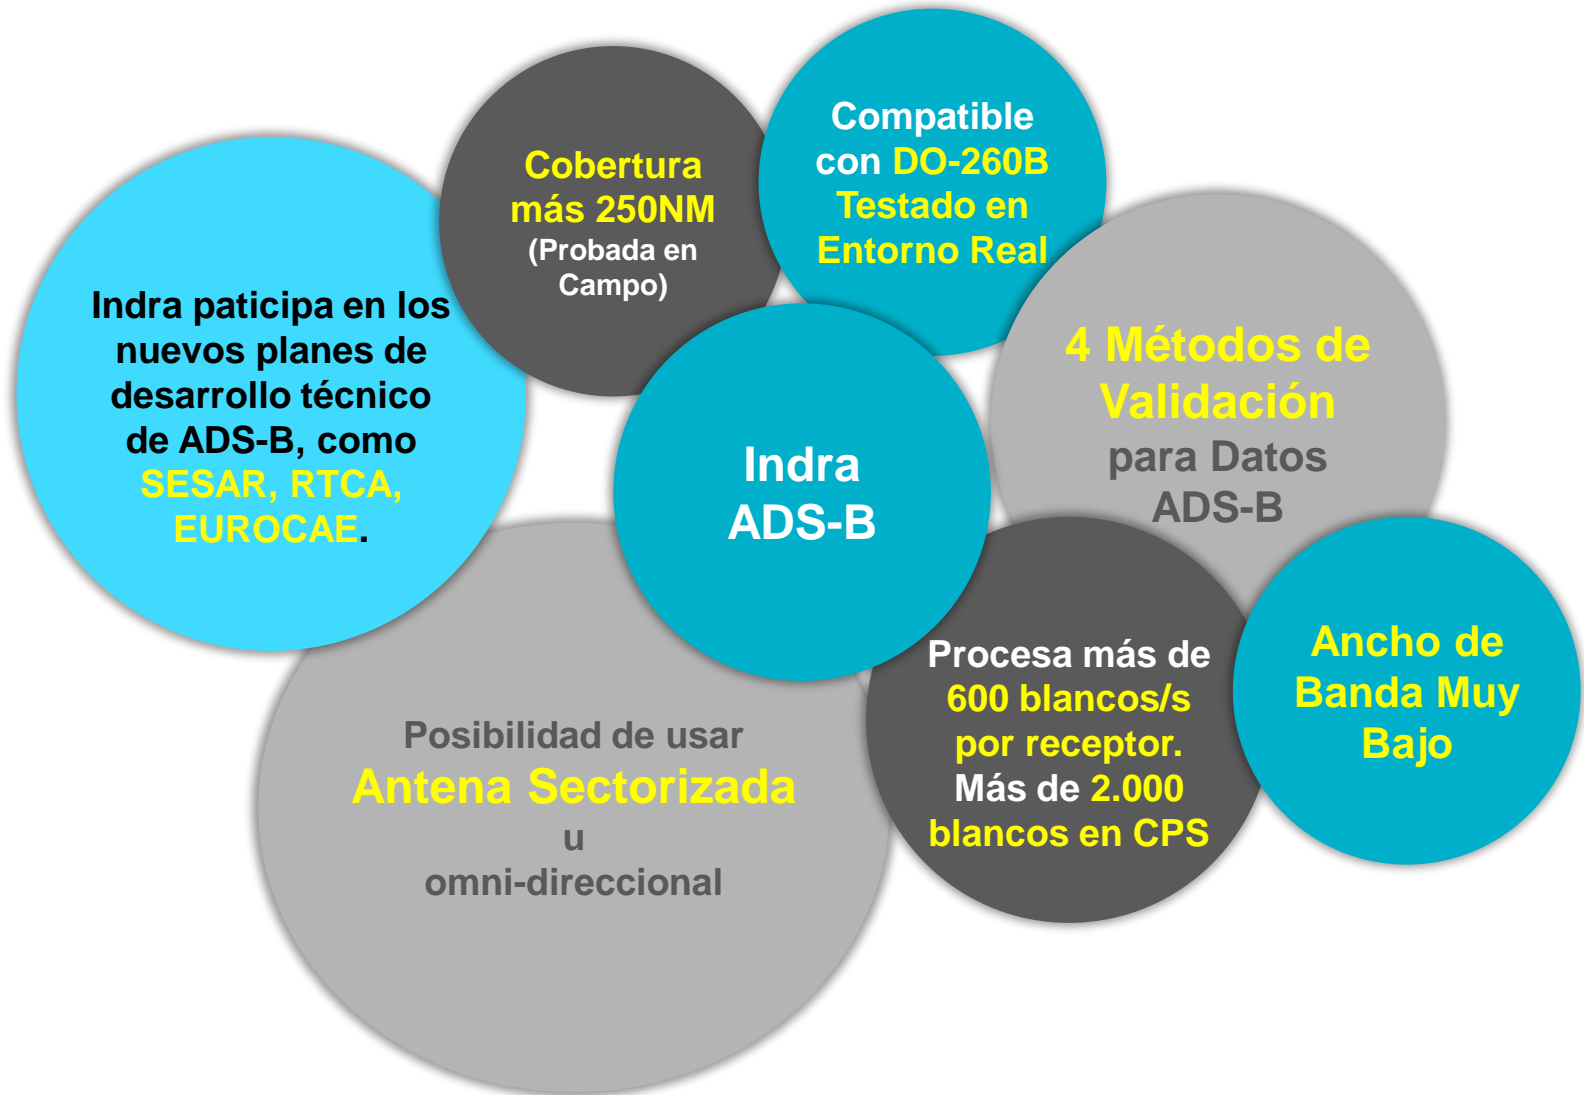 Indra paticipa en los
nuevos planes de
desarrollo técnico
de ADS-B, como
SESAR, RTCA,
EUROCAE.
Cobertura
más 250NM
(Probada en
Campo)
Compatible
con DO-260B
Testado en
Entorno Real
4 Métodos de
Validación
para Datos
ADS-B
Indra
ADS-B
Posibilidad de usar
Antena Sectorizada
u
omni-direccional
Procesa más de
600 blancos/s
por receptor.
Más de 2.000
blancos en CPS
Ancho de
Banda Muy
Bajo